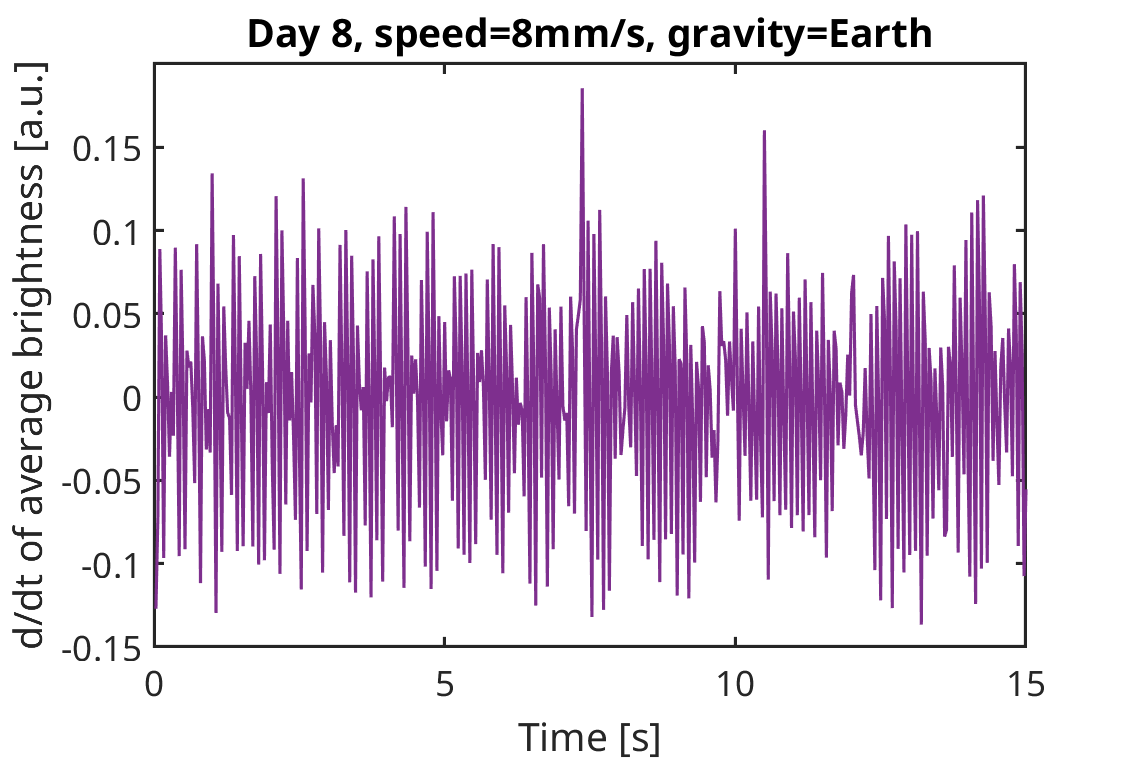 Day 8, speed=8mm/s, gravity=Earth
d/dt of average brightness [a.u.]
0.15
0.1
0.05
0
-0.05
-0.1
-0.15
0 5 10 15
Time [s]